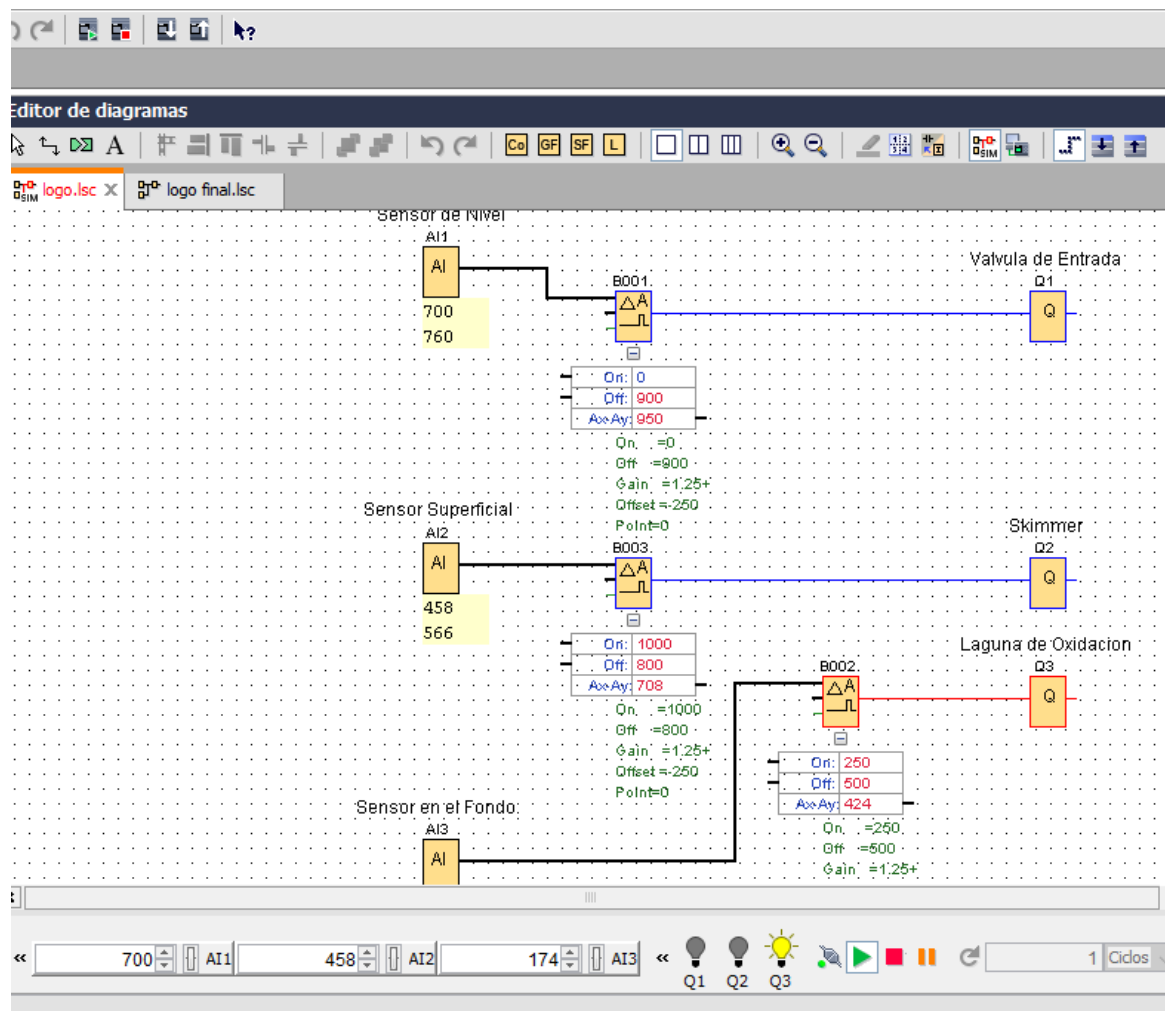 Editor de diagramas
A Co GF SF L SIM
SIM logo.lsc logo final.lsc
Sensor de Nivel
AI1
AI
700
760
B001
A
Valvula de Entrada
Q1
Q
On: 0
Off: 900
Ax-Ay: 950
On =0
Off =900
Gain =1.25+
Offset =-250
Point=0
Sensor Superficial
AI2
AI
458
566
B003
A
Skimmer
Q2
Q
On: 1000
Off: 800
Ax-Ay: 708
On =1000
Off =800
Gain =1.25+
Offset =-250
Point=0
Laguna de Oxidacion
B002
A
Q3
Q
On: 250
Off: 500
Ax-Ay: 424
On =250
Off =500
Gain =1.25+
Sensor en el Fondo
AI3
AI
« 700 AI1 458 AI2 174 AI3 « 1 Ciclos
Q1 Q2 Q3